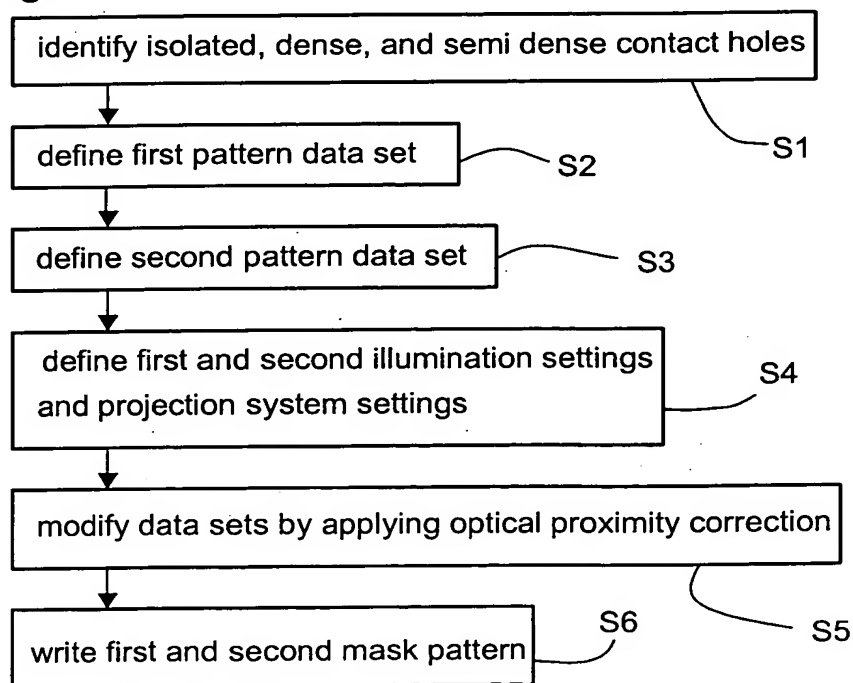 identify isolated, dense, and semi dense contact holes
S1
define first pattern data set
S2
define second pattern data set
S3
define first and second illumination settings
and projection system settings
S4
modify data sets by applying optical proximity correction
S5
write first and second mask pattern
S6